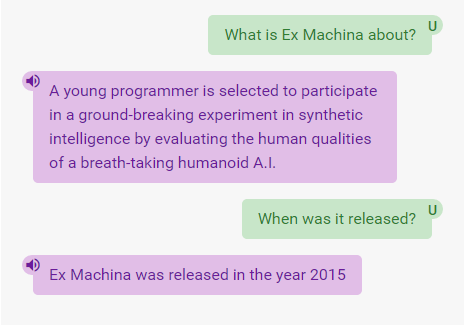 What is Ex Machina about?
U
A young programmer is selected to participate
in a ground-breaking experiment in synthetic
intelligence by evaluating the human qualities
of a breath-taking humanoid A.I.
When was it released?
U
Ex Machina was released in the year 2015